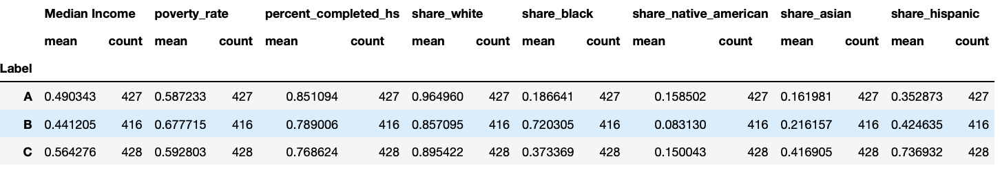 Median Income poverty_rate percent_completed_hs share_white share_black share_native_american share_asian share_hispanic
mean count mean count mean count mean count mean count mean count mean count mean count
Label
A 0.490343 427 0.587233 427 0.851094 427 0.964960 427 0.186641 427 0.158502 427 0.161981 427 0.352873 427
B 0.441205 416 0.677715 416 0.789006 416 0.857095 416 0.720305 416 0.083130 416 0.216157 416 0.424635 416
C 0.564276 428 0.592803 428 0.768624 428 0.895422 428 0.373369 428 0.150043 428 0.416905 428 0.736932 428